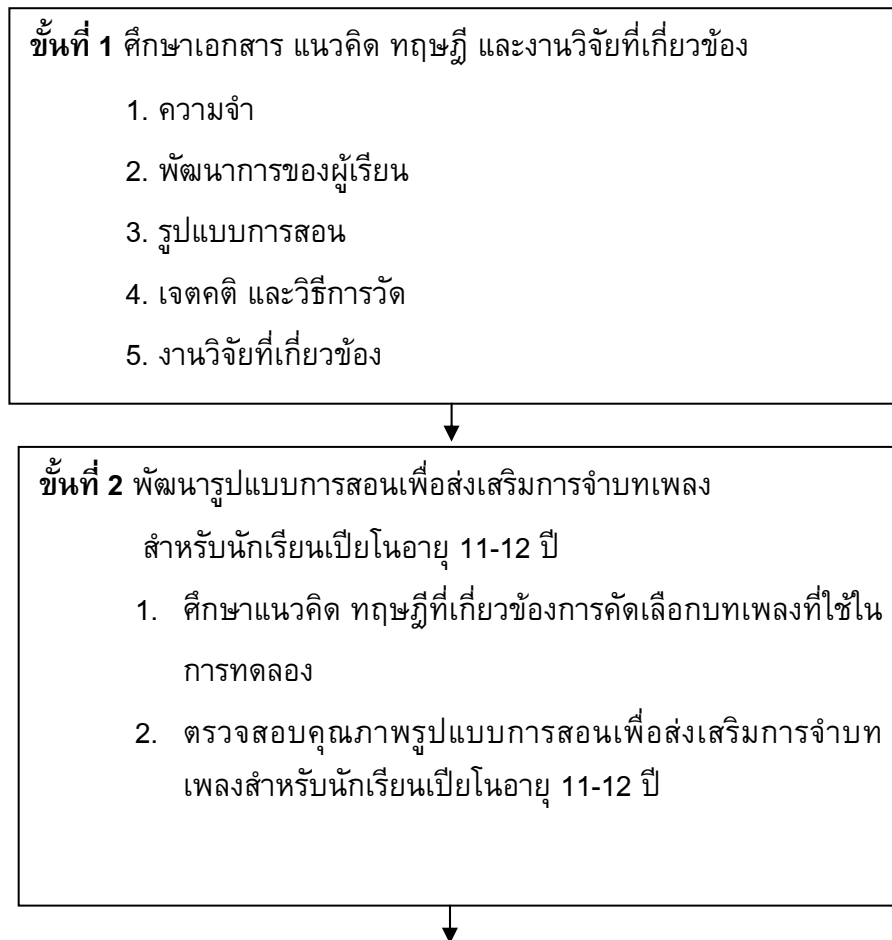 ขั้นที่ 1 ศึกษาเอกสาร แนวคิด ทฤษฎี และงานวิจัยที่เกี่ยวข้อง
1. ความจำ
2. พัฒนาการของผู้เรียน
3. รูปแบบการสอน
4. เจตคติ และวิธีการวัด
5. งานวิจัยที่เกี่ยวข้อง
ขั้นที่ 2 พัฒนารูปแบบการสอนเพื่อส่งเสริมการจำบทเพลง
สำหรับนักเรียนเปียโนอายุ 11-12 ปี
1. ศึกษาแนวคิด ทฤษฎีที่เกี่ยวข้องการคัดเลือกบทเพลงที่ใช้ใน
การทดลอง
2. ตรวจสอบคุณภาพรูปแบบการสอนเพื่อส่งเสริมการจำบท
เพลงสำหรับนักเรียนเปียโนอายุ 11-12 ปี